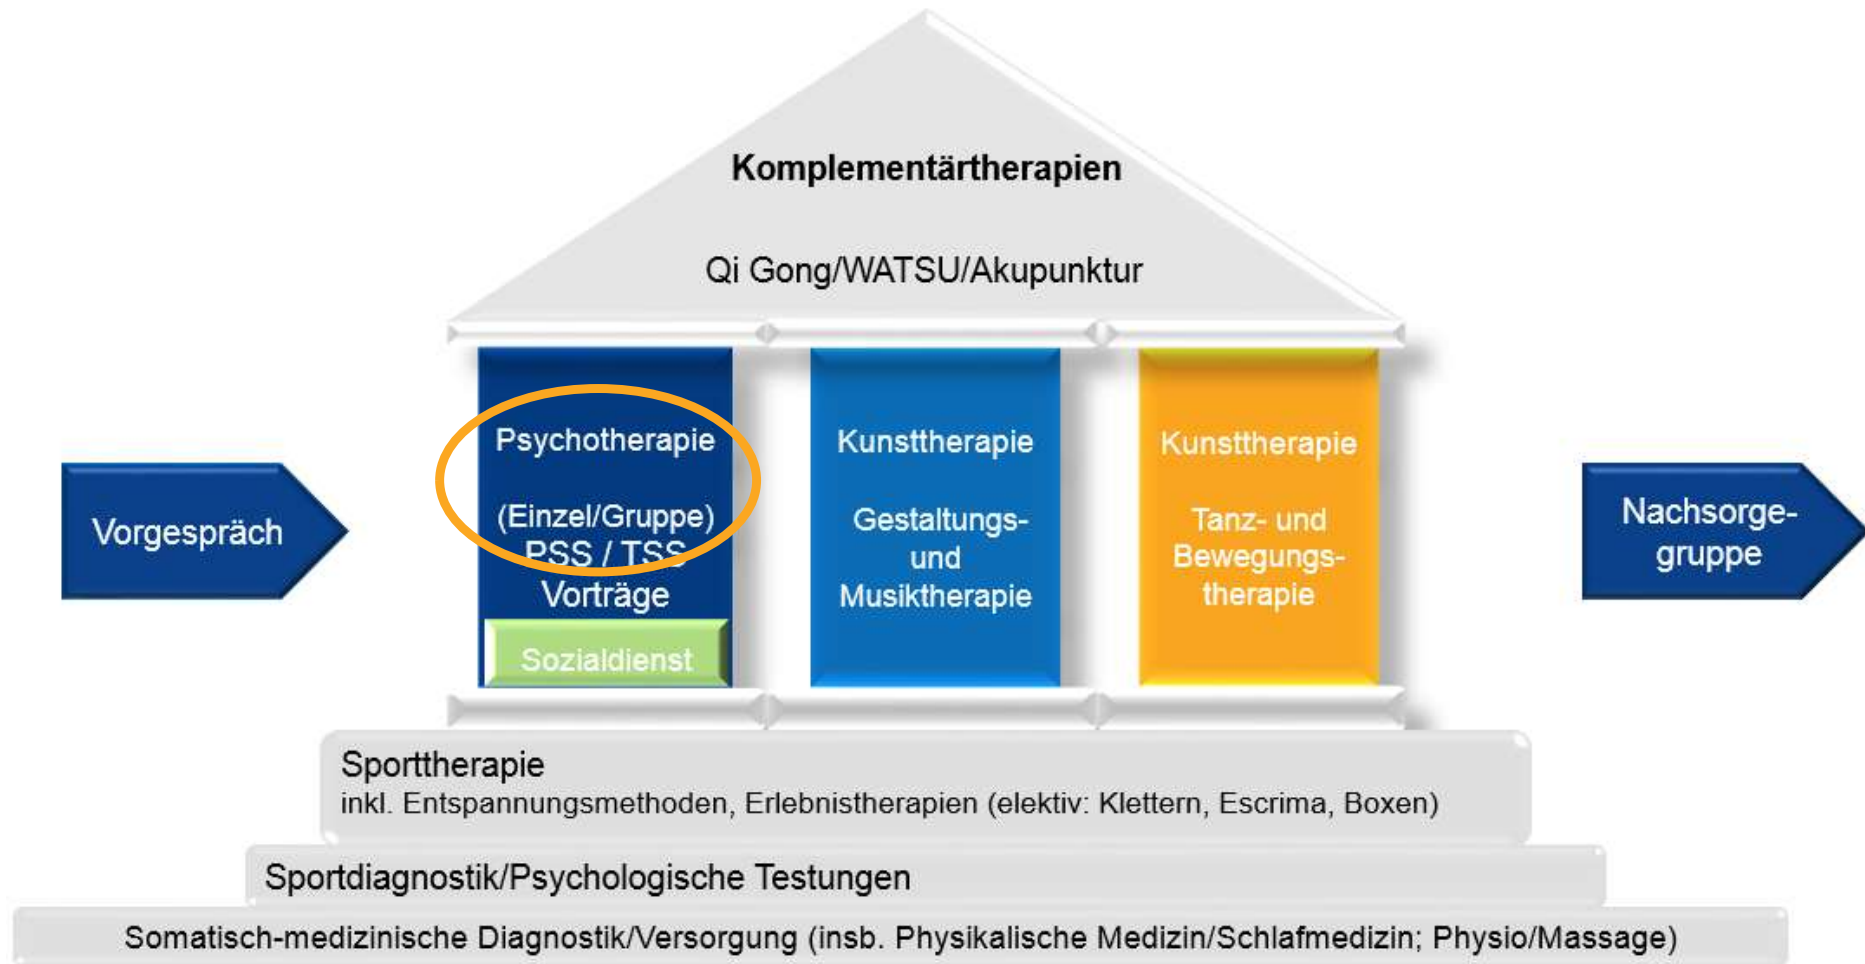 Komplementärtherapien
Qi Gong/WATSU/Akupunktur
Vorgespräch
Psychotherapie
(Einzel/Gruppe)
PSS / TSS
Vorträge
Sozialdienst
Kunsttherapie
Gestaltungs-
und
Musiktherapie
Kunsttherapie
Tanz- und
Bewegungs-
therapie
Nachsorge-
gruppe
Sporttherapie
inkl. Entspannungsmethoden, Erlebnistherapien (elektiv: Klettern, Escrima, Boxen)
Sportdiagnostik/Psychologische Testungen
Somatisch-medizinische Diagnostik/Versorgung (insb. Physikalische Medizin/Schlafmedizin; Physio/Massage)